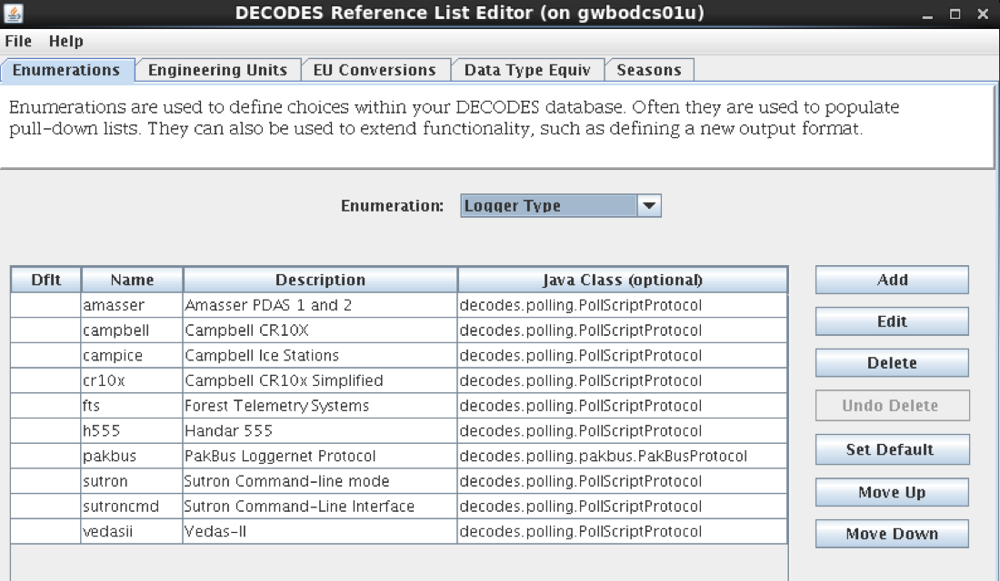 DECODES Reference List Editor (on gwbodcs01u)
File Help
Enumerations Engineering Units EU Conversions Data Type Equiv Seasons
Enumerations are used to define choices within your DECODES database. Often they are used to populate
pull-down lists. They can also be used to extend functionality, such as defining a new output format.
Enumeration: Logger Type
Dflt Name Description Java Class (optional)
amasser Amasser PDAS 1 and 2 decodes.polling.PollScriptProtocol
campbell Campbell CR10X decodes.polling.PollScriptProtocol
campice Campbell Ice Stations decodes.polling.PollScriptProtocol
cr10x Campbell CR10x Simplified decodes.polling.PollScriptProtocol
fts Forest Telemetry Systems decodes.polling.PollScriptProtocol
h555 Handar 555 decodes.polling.PollScriptProtocol
pakbus PakBus Loggernet Protocol decodes.polling.pakbus.PakBusProtocol
sutron Sutron Command-line mode decodes.polling.PollScriptProtocol
sutroncmd Sutron Command-Line Interface decodes.polling.PollScriptProtocol
vedasii Vedas-II decodes.polling.PollScriptProtocol
Add
Edit
Delete
Undo Delete
Set Default
Move Up
Move Down